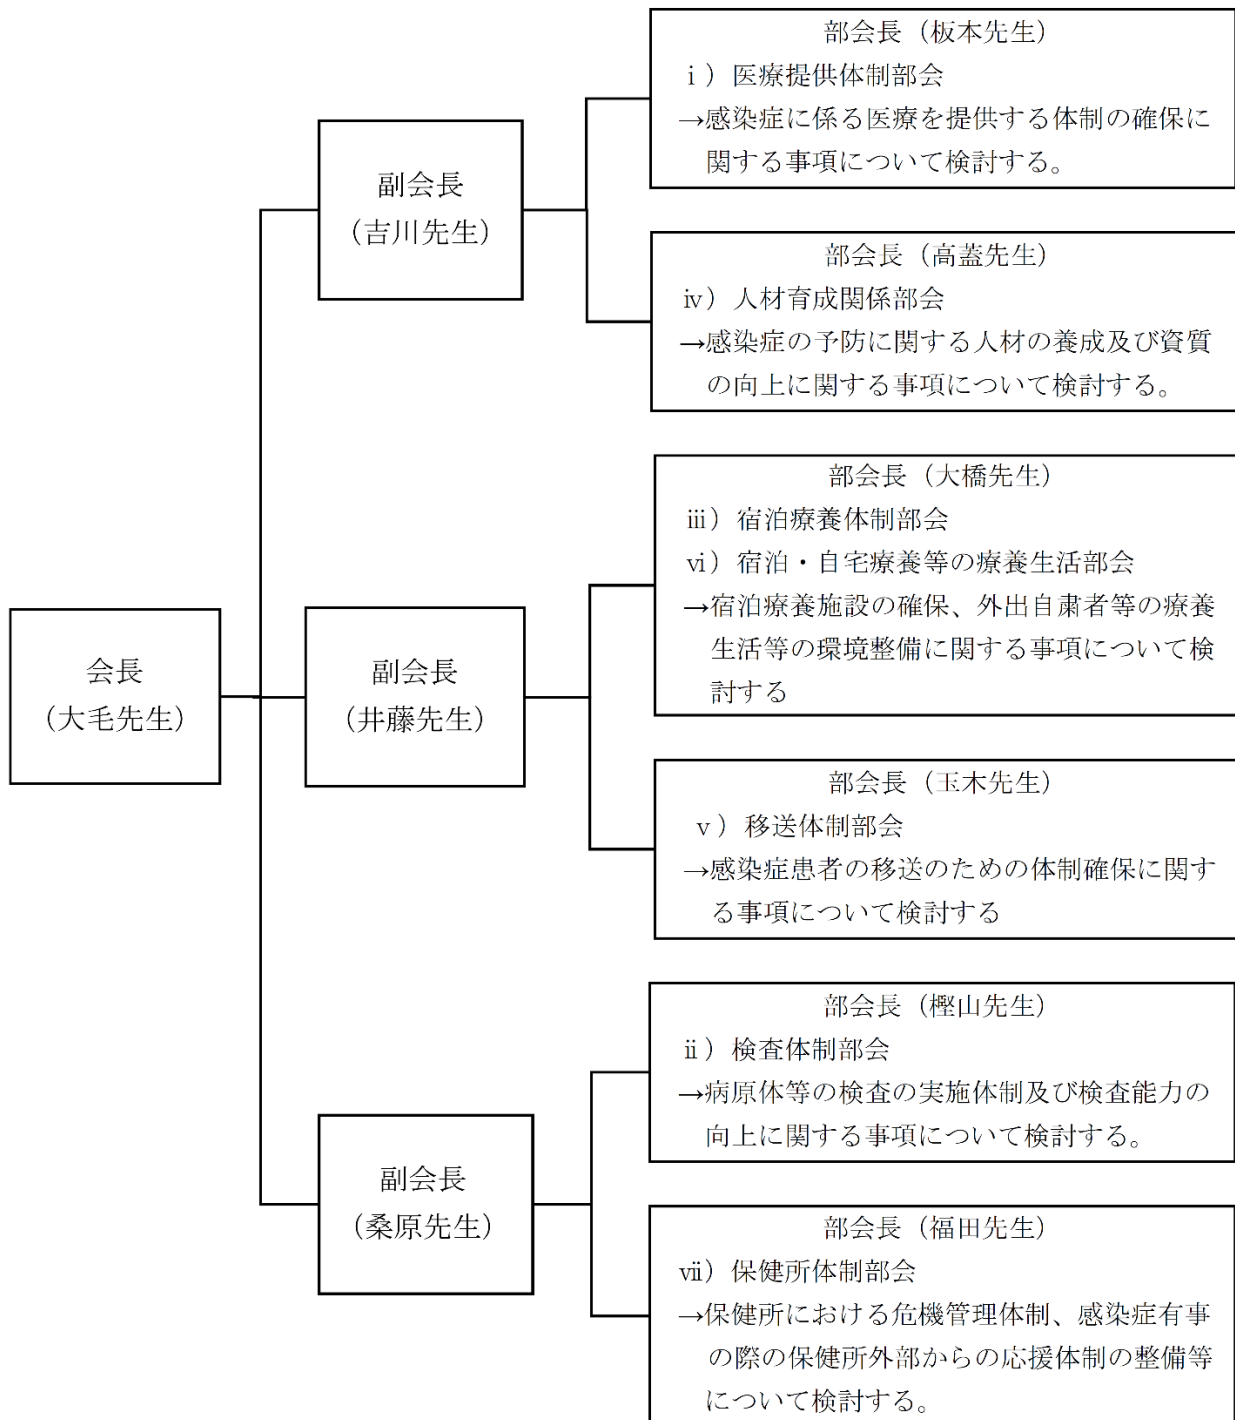 会長
（大毛先生）
副会長
（吉川先生）
部会長（板本先生）
ⅰ）医療提供体制部会
→感染症に係る医療を提供する体制の確保に
関する事項について検討する。
部会長（高蓋先生）
ⅳ）人材育成関係部会
→感染症の予防に関する人材の養成及び資質
の向上に関する事項について検討する。
副会長
（井藤先生）
部会長（大橋先生）
ⅲ）宿泊療養体制部会
ⅵ）宿泊・自宅療養等の療養生活部会
→宿泊療養施設の確保、外出自粛者等の療養
生活等の環境整備に関する事項について検
討する
部会長（玉木先生）
ⅴ）移送体制部会
→感染症患者の移送のための体制確保に関す
る事項について検討する
副会長
（桑原先生）
部会長（樫山先生）
ⅱ）検査体制部会
→病原体等の検査の実施体制及び検査能力の
向上に関する事項について検討する。
部会長（福田先生）
ⅶ）保健所体制部会
→保健所における危機管理体制、感染症有事
の際の保健所外部からの応援体制の整備等
について検討する。